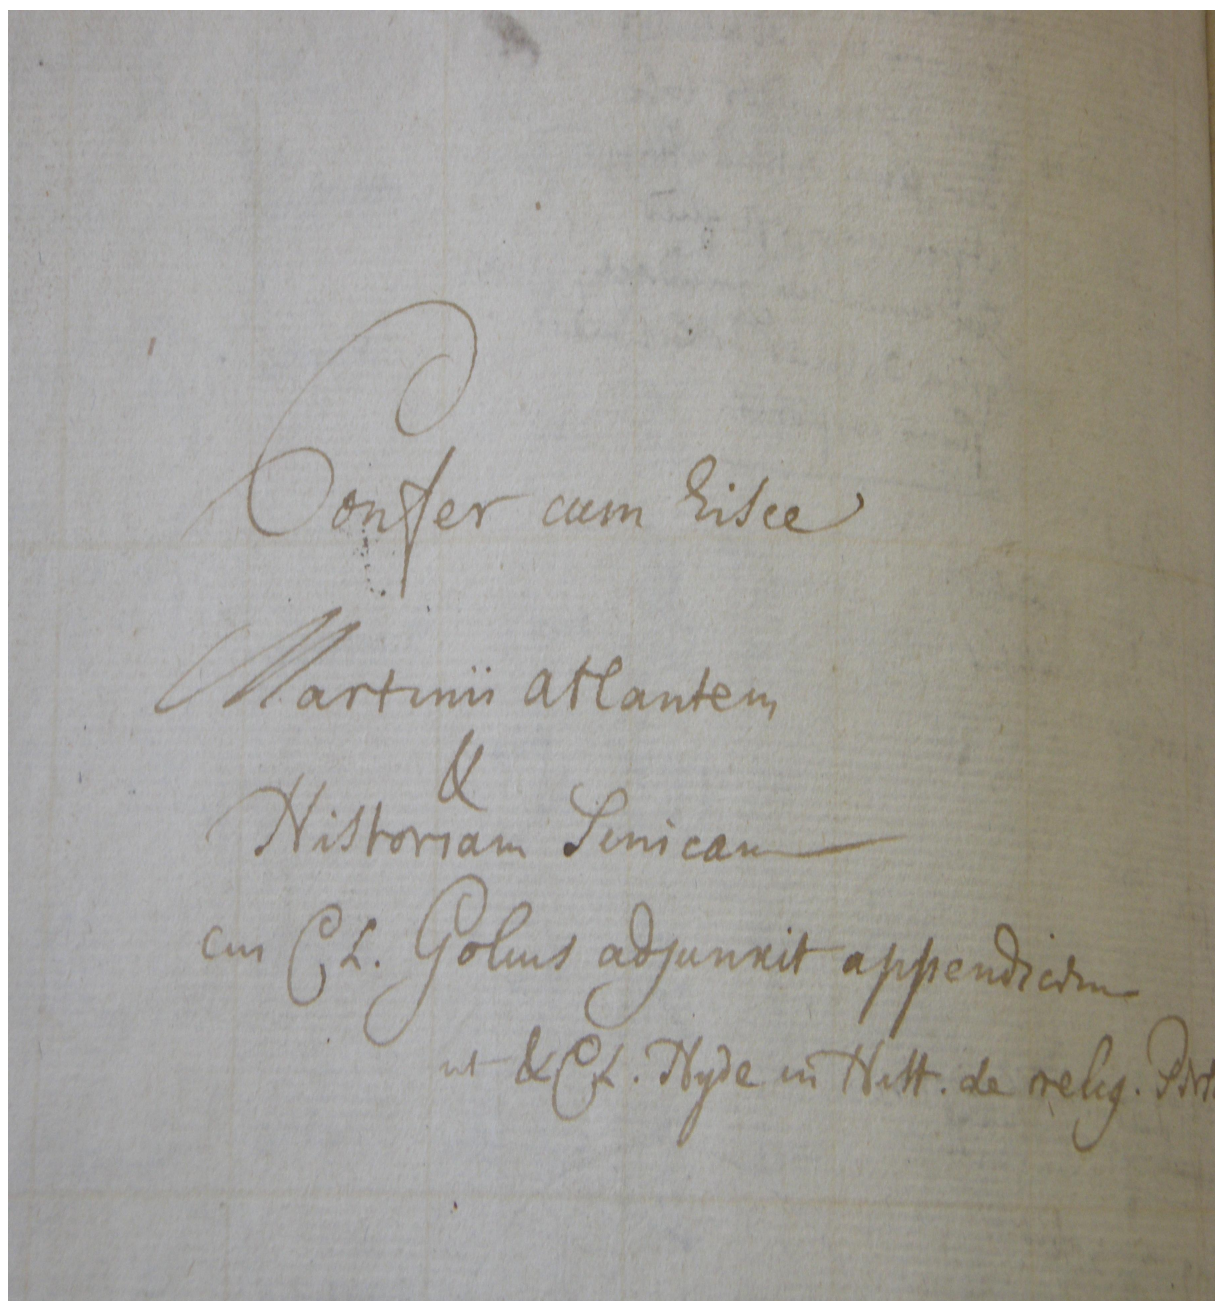 Confer cum hisce
Martinii atlantem
&
Historiam Sinicam
cui Cl. Golius adjunxit appendicem
ut & Cl. Hyde in Hist. de relig.